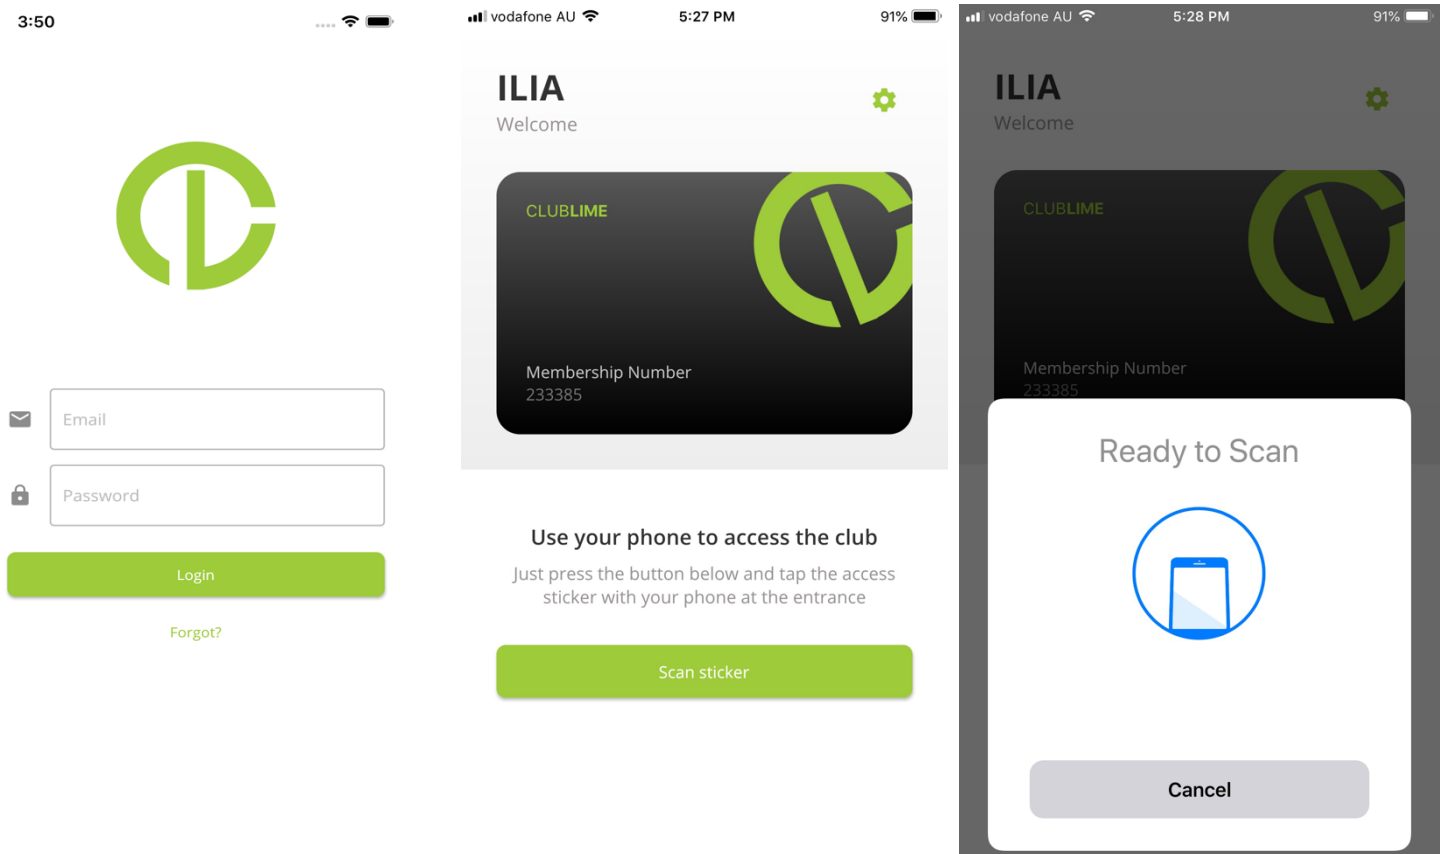 3:50
Email
Password
Login
Forgot?
vodafone AU
5:27 PM
91%
ILIA
Welcome
CLUBLIME
Membership Number
233385
Use your phone to access the club
Just press the button below and tap the access
sticker with your phone at the entrance
Scan sticker
vodafone AU
5:28 PM
91%
ILIA
Welcome
CLUBLIME
Membership Number
233385
Ready to Scan
Cancel